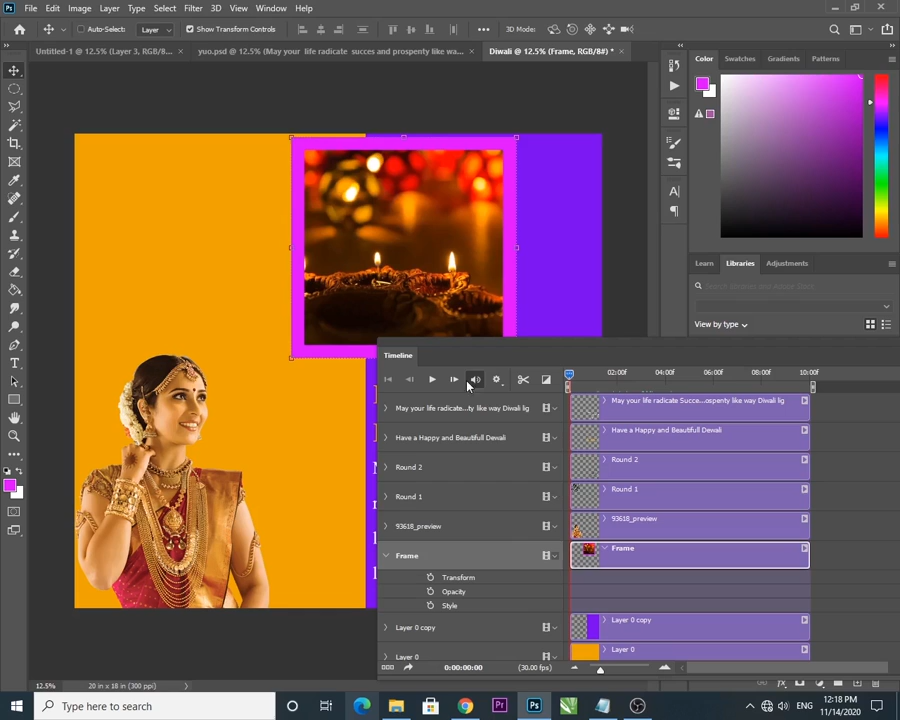 Ps File Edit Image Layer Type Select Filter 3D View Window Help
Auto-Select: Layer Show Transform Controls ••• 3D Mode:
Untitled-1 @ 12.5% (Layer 3, RGB/8... × yuo.psd @ 12.5% (May your life radicate succes and prospenty like wa... × Diwali @ 12.5% (Frame, RGB/8#) * ×
Color Swatches Gradients Patterns
Learn Libraries Adjustments
View by type
Timeline
02:00f 04:00f 06:00f 08:00f 10:00f
May your life radicate...ty like way Diwali lig May your life radicate Succe...ospenty like way Diwali lig
Have a Happy and Beautifull Dewali Have a Happy and Beautifull Dewali
Round 2 Round 2
Round 1 Round 1
93618_preview 93618_preview
Frame Frame
Transform
Opacity
Style
Layer 0 copy Layer 0 copy
Layer 0 Layer 0
0:00:00:00 (30.00 fps)
12.5% 20 in x 18 in (300 ppi)
Type here to search
Pr Ps
12:18 PM
11/14/2020